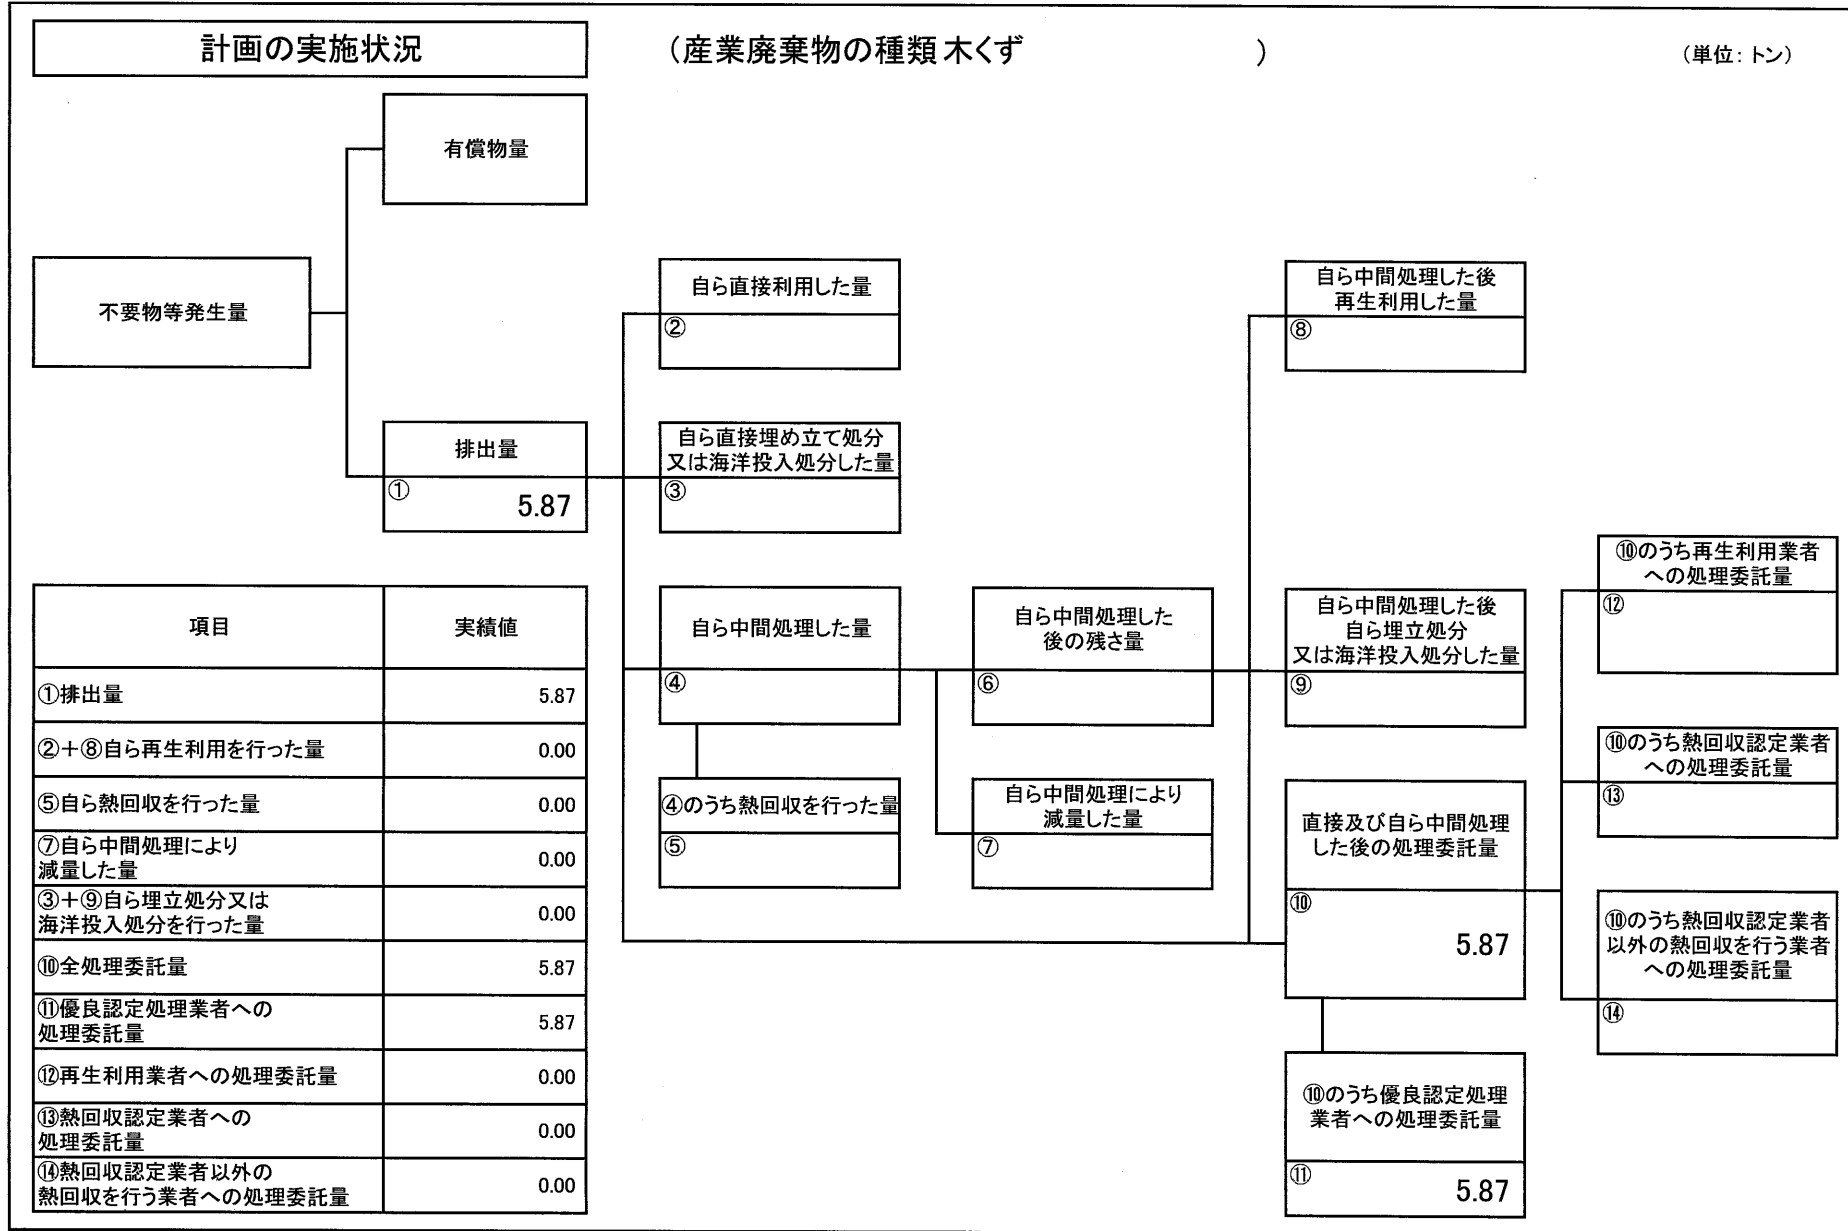 計画の実施状況
（産業廃棄物の種類 木くず ）
（単位：トン）
有償物量
不要物等発生量
排出量
①
5.87
自ら直接利用した量
②
自ら直接埋め立て処分
又は海洋投入処分した量
③
自ら中間処理した量
④
④のうち熱回収を行った量
⑤
自ら中間処理した
後の残さ量
⑥
自ら中間処理により
減量した量
⑦
自ら中間処理した後
再生利用した量
⑧
自ら中間処理した後
自ら埋立処分
又は海洋投入処分した量
⑨
直接及び自ら中間処理
した後の処理委託量
⑩
5.87
⑩のうち優良認定処理
業者への処理委託量
⑪
5.87
⑩のうち再生利用業者
への処理委託量
⑫
⑩のうち熱回収認定業者
への処理委託量
⑬
⑩のうち熱回収認定業者
以外の熱回収を行う業者
への処理委託量
⑭
項目 実績値
①排出量 5.87
②＋⑧自ら再生利用を行った量 0.00
⑤自ら熱回収を行った量 0.00
⑦自ら中間処理により
減量した量 0.00
③＋⑨自ら埋立処分又は
海洋投入処分を行った量 0.00
⑩全処理委託量 5.87
⑪優良認定処理業者への
処理委託量 5.87
⑫再生利用業者への処理委託量 0.00
⑬熱回収認定業者への
処理委託量 0.00
⑭熱回収認定業者以外の
熱回収を行う業者への処理委託量 0.00